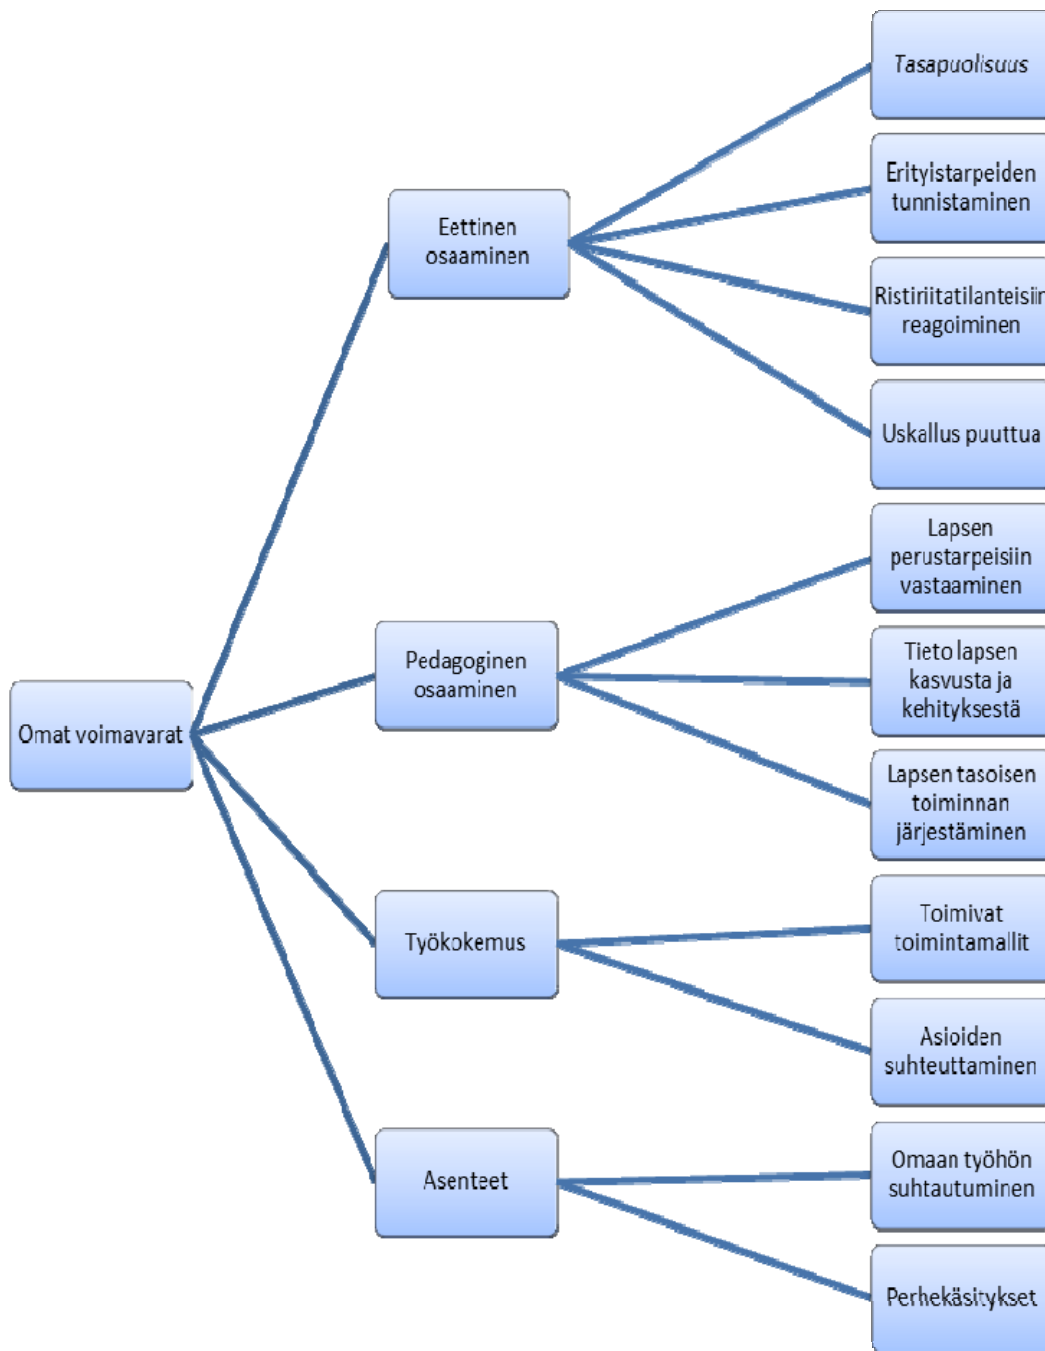 Omat voimavarat
Eettinen
osaaminen
Tasapuolisuus
Erityistarpeiden
tunnistaminen
Ristiriitatilanteisiin
reagoiminen
Uskallus puuttua
Pedagoginen
osaaminen
Lapsen
perustarpeisiin
vastaaminen
Tieto lapsen
kasvusta ja
kehityksestä
Lapsen tasoisen
toiminnan
järjestäminen
Työkokemus
Toimivat
toimintamallit
Asioiden
suhteuttaminen
Asenteet
Omaan työhön
suhtautuminen
Perhekäsitykset